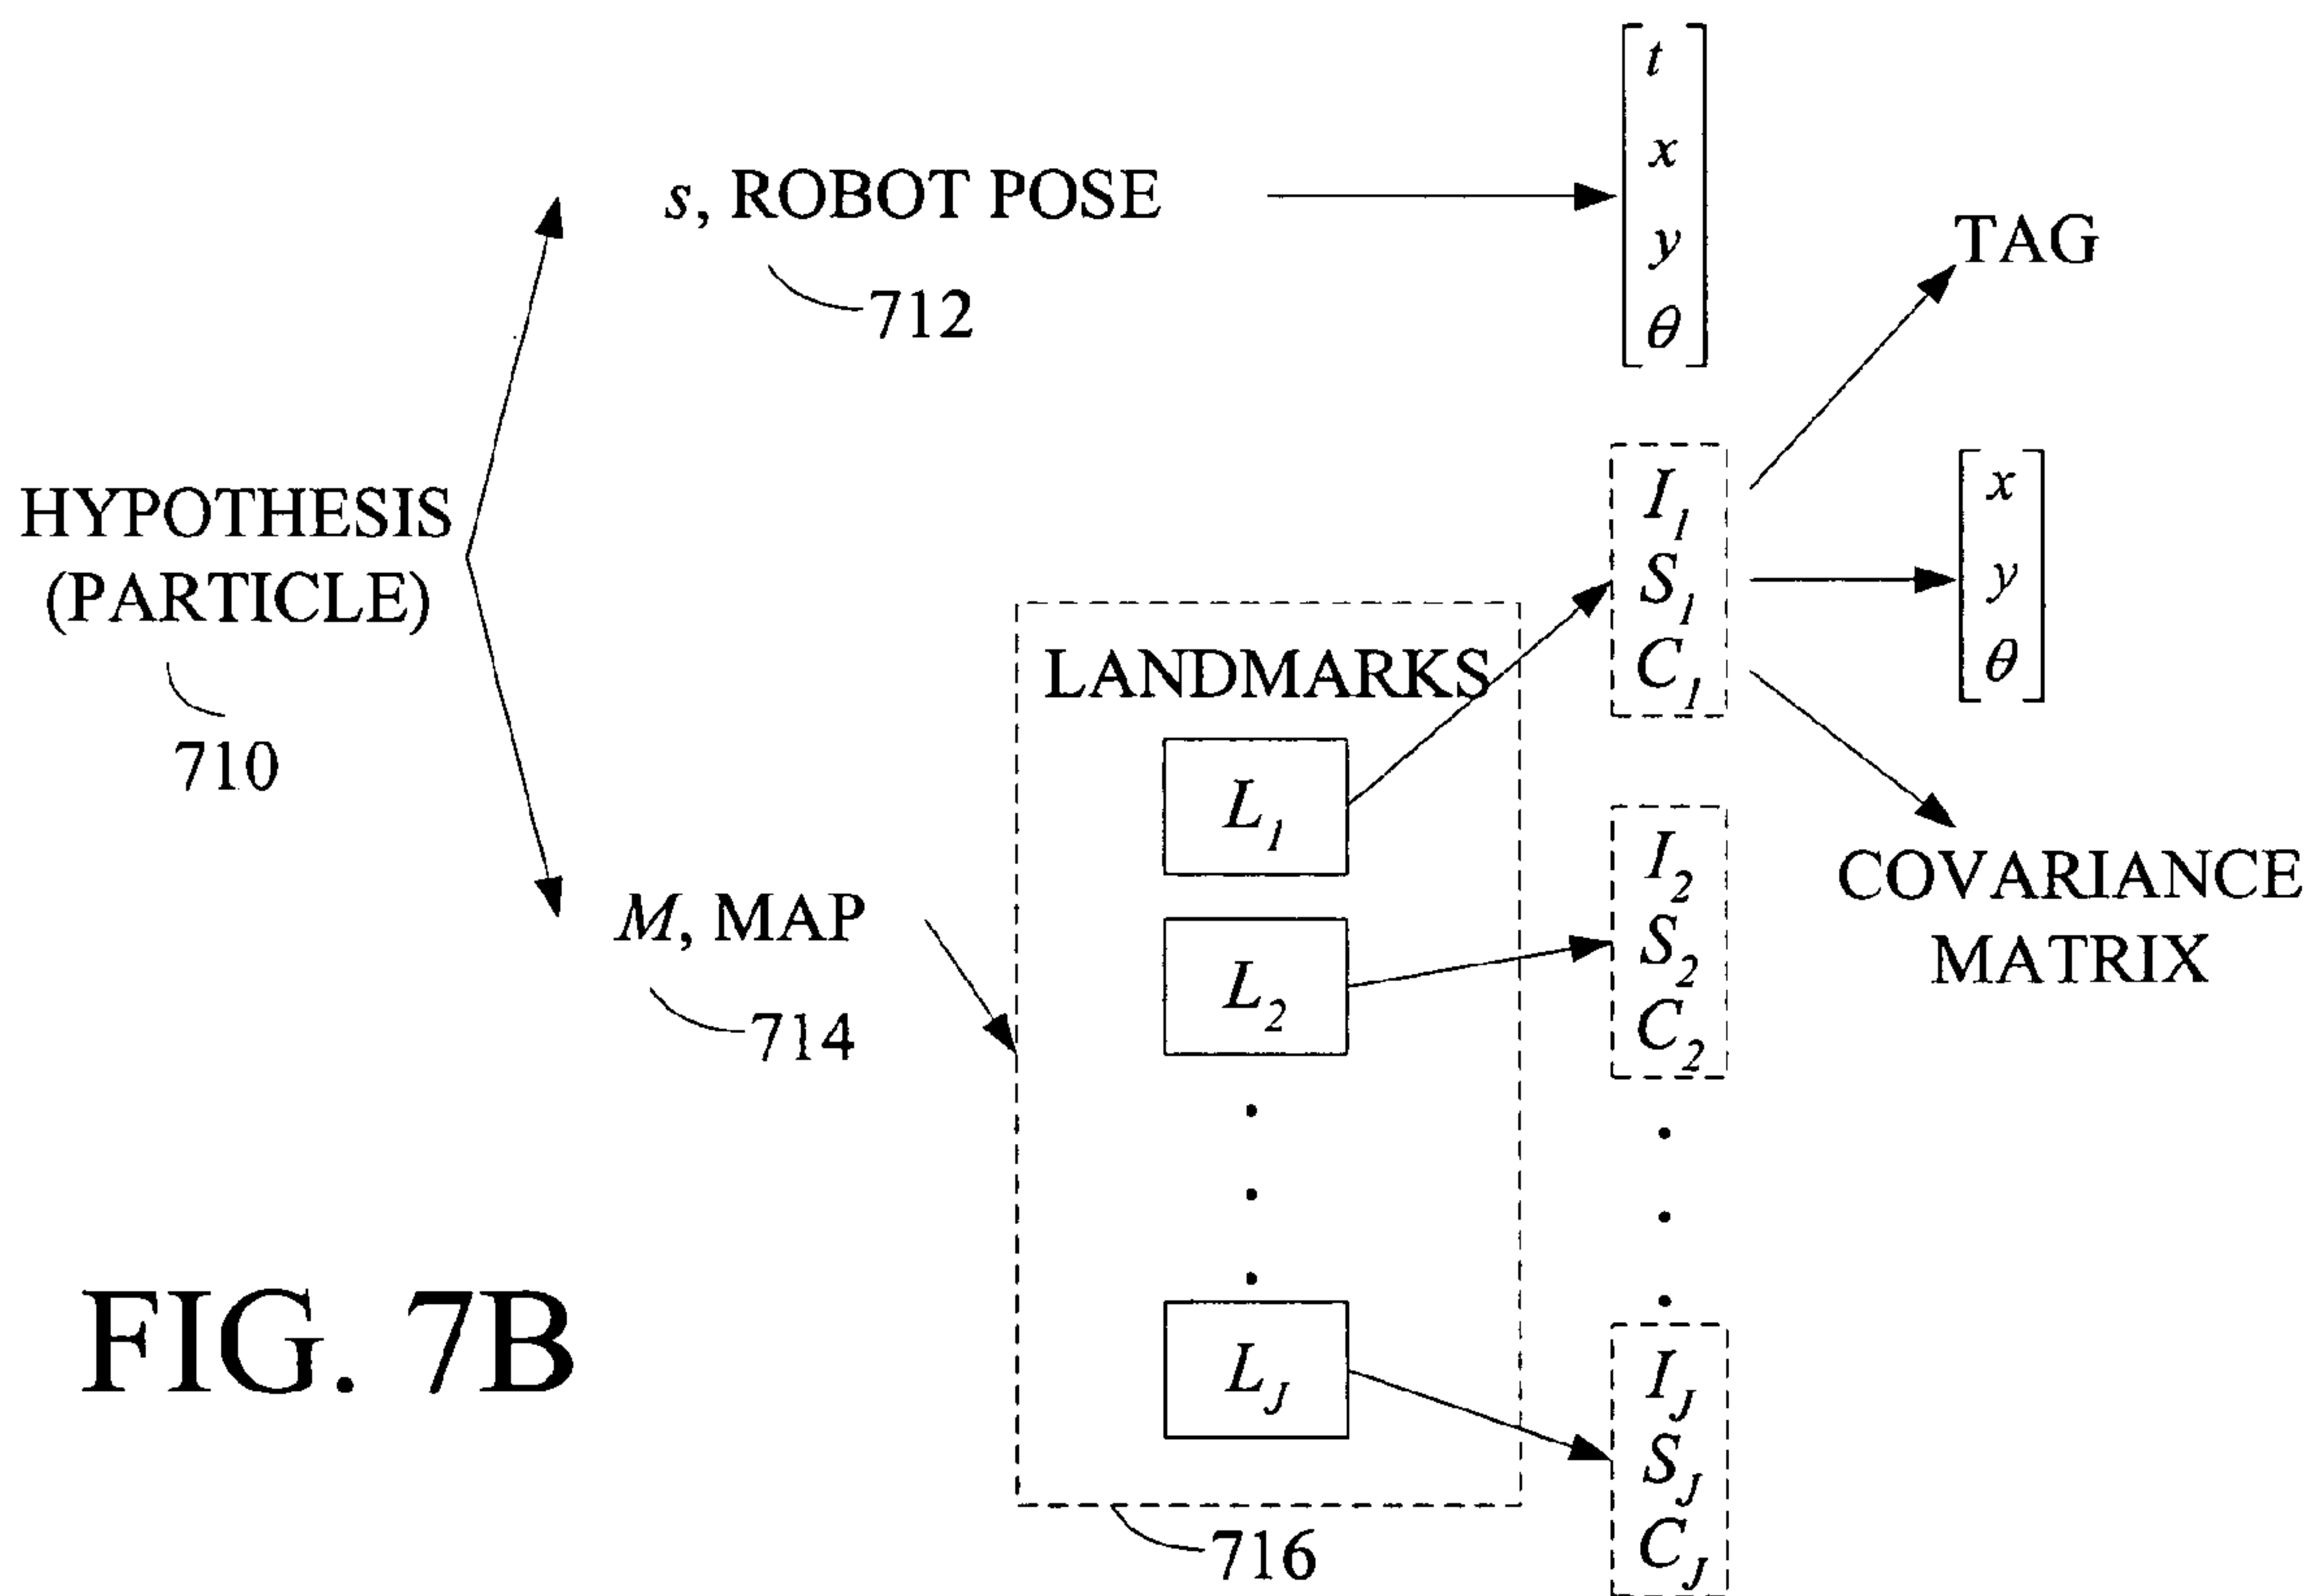 s, ROBOT POSE
712
t
x
y
θ
TAG
HYPOTHESIS
(PARTICLE)
710
M, MAP
714
LANDMARKS
L1
L2
LJ
716
I1
S1
C1
x
y
θ
COVARIANCE
MATRIX
I2
S2
C2
IJ
SJ
CJ
FIG. 7B